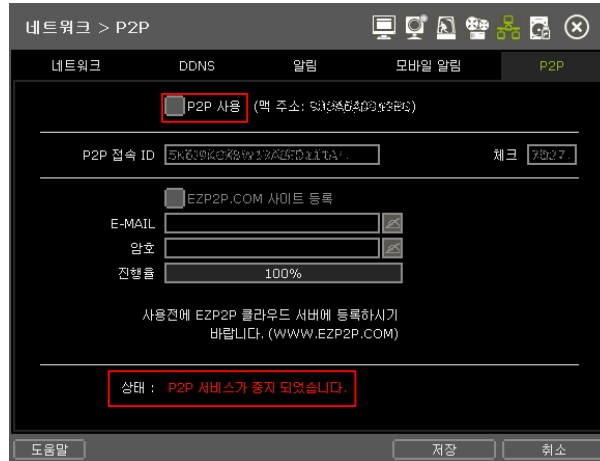 네트워크 > P2P
네트워크 DDNS 알림 모바일 알림 P2P
P2P 사용 (맥 주소:
P2P 접속 ID 체크
EZP2P.COM 사이트 등록
E-MAIL
암호
진행율 100%
사용전에 EZP2P 클라우드 서버에 등록하시기
바랍니다. (WWW.EZP2P.COM)
상태 : P2P 서비스가 중지 되었습니다.
도움말 저장 취소